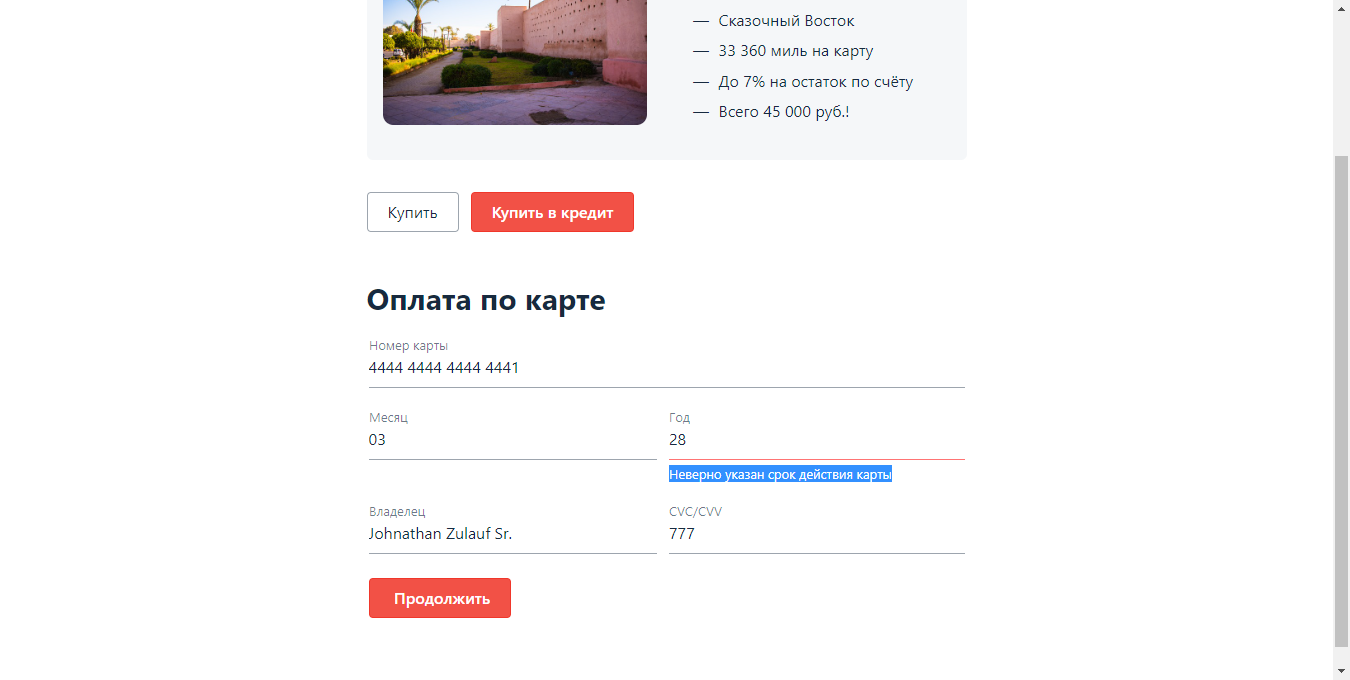 — Сказочный Восток
— 33 360 миль на карту
— До 7% на остаток по счёту
— Всего 45 000 руб.!
Купить
Купить в кредит
Оплата по карте
Номер карты
4444 4444 4444 4441
Месяц
Год
03
28
Неверно указан срок действия карты
Владелец
CVC/CVV
Johnathan Zulauf Sr.
777
Продолжить